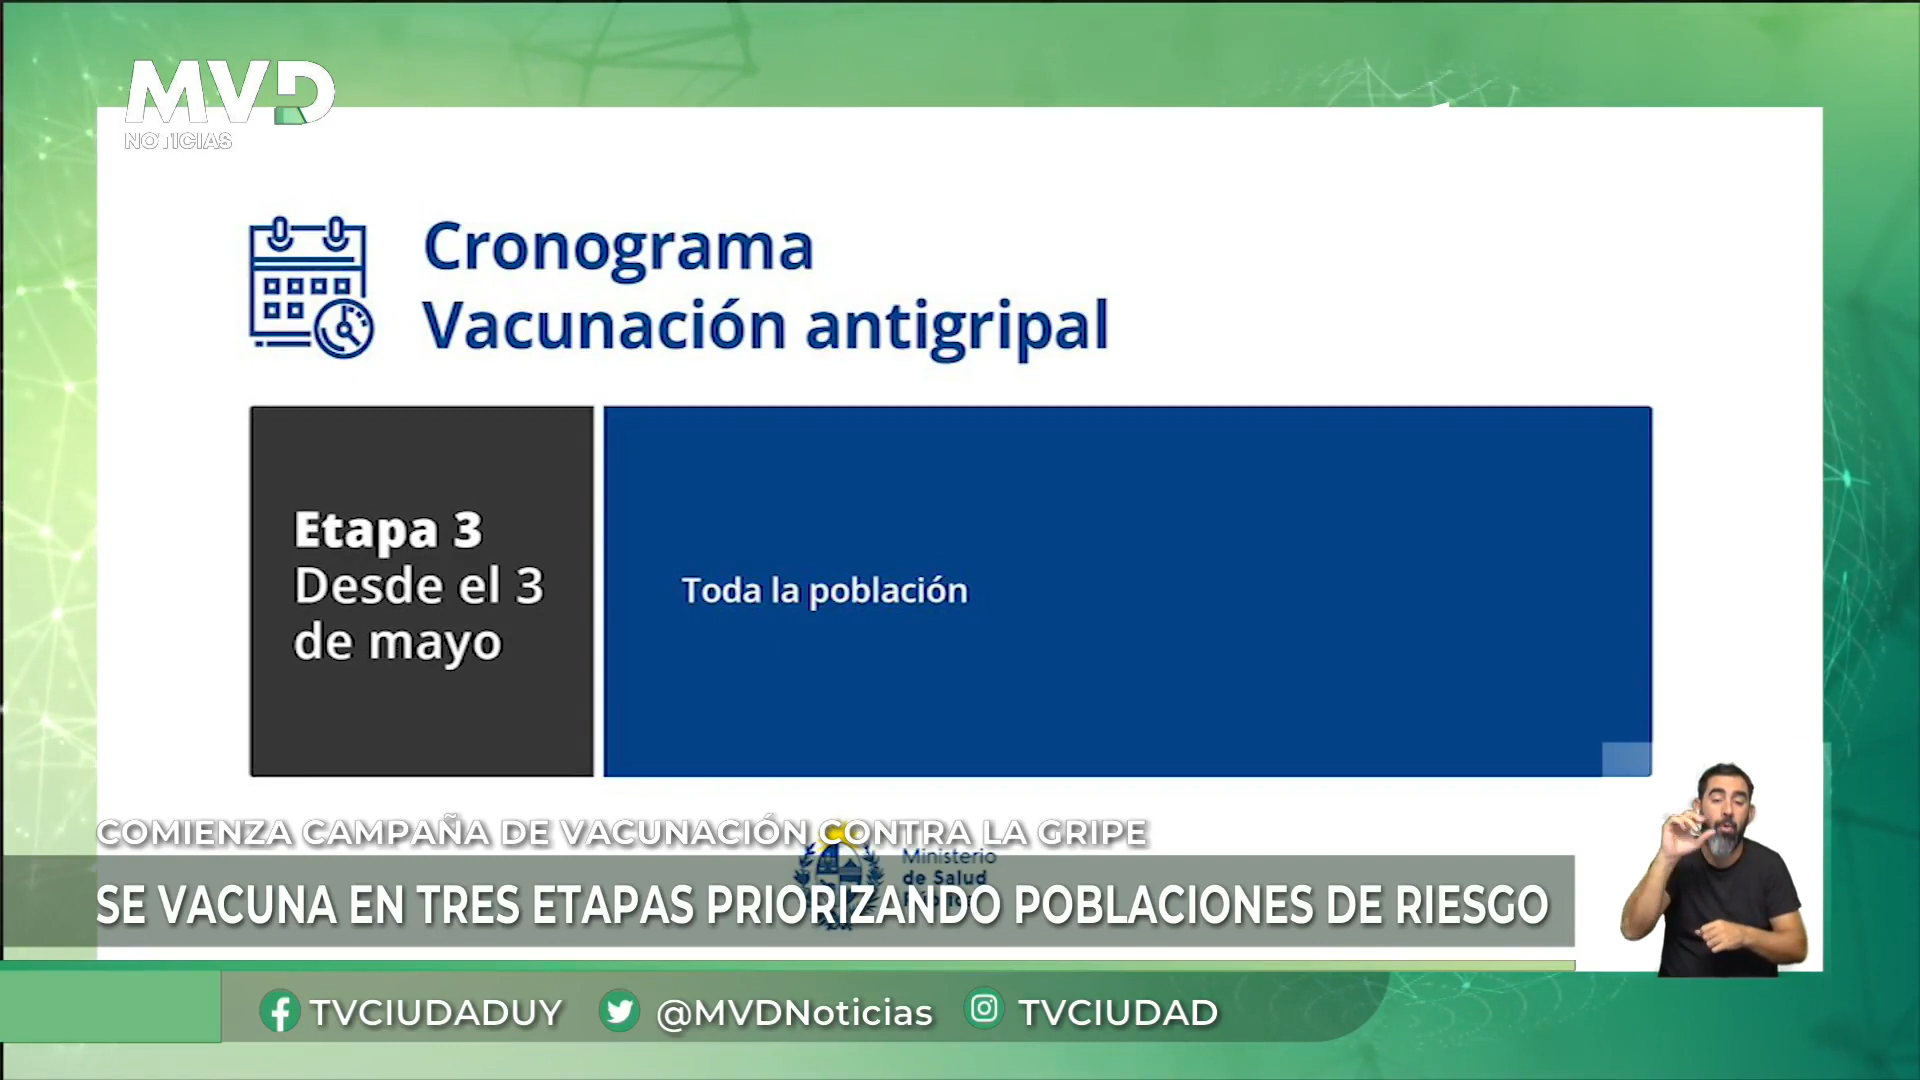 MVD
NOTICIAS
Cronograma
Vacunación antigripal
Etapa 3
Desde el 3
de mayo
Toda la población
COMIENZA CAMPAÑA DE VACUNACIÓN CONTRA LA GRIPE
Ministerio
de Salud
SE VACUNA EN TRES ETAPAS PRIORIZANDO POBLACIONES DE RIESGO
TVCIUDADUY
@MVDNoticias
TVCIUDAD